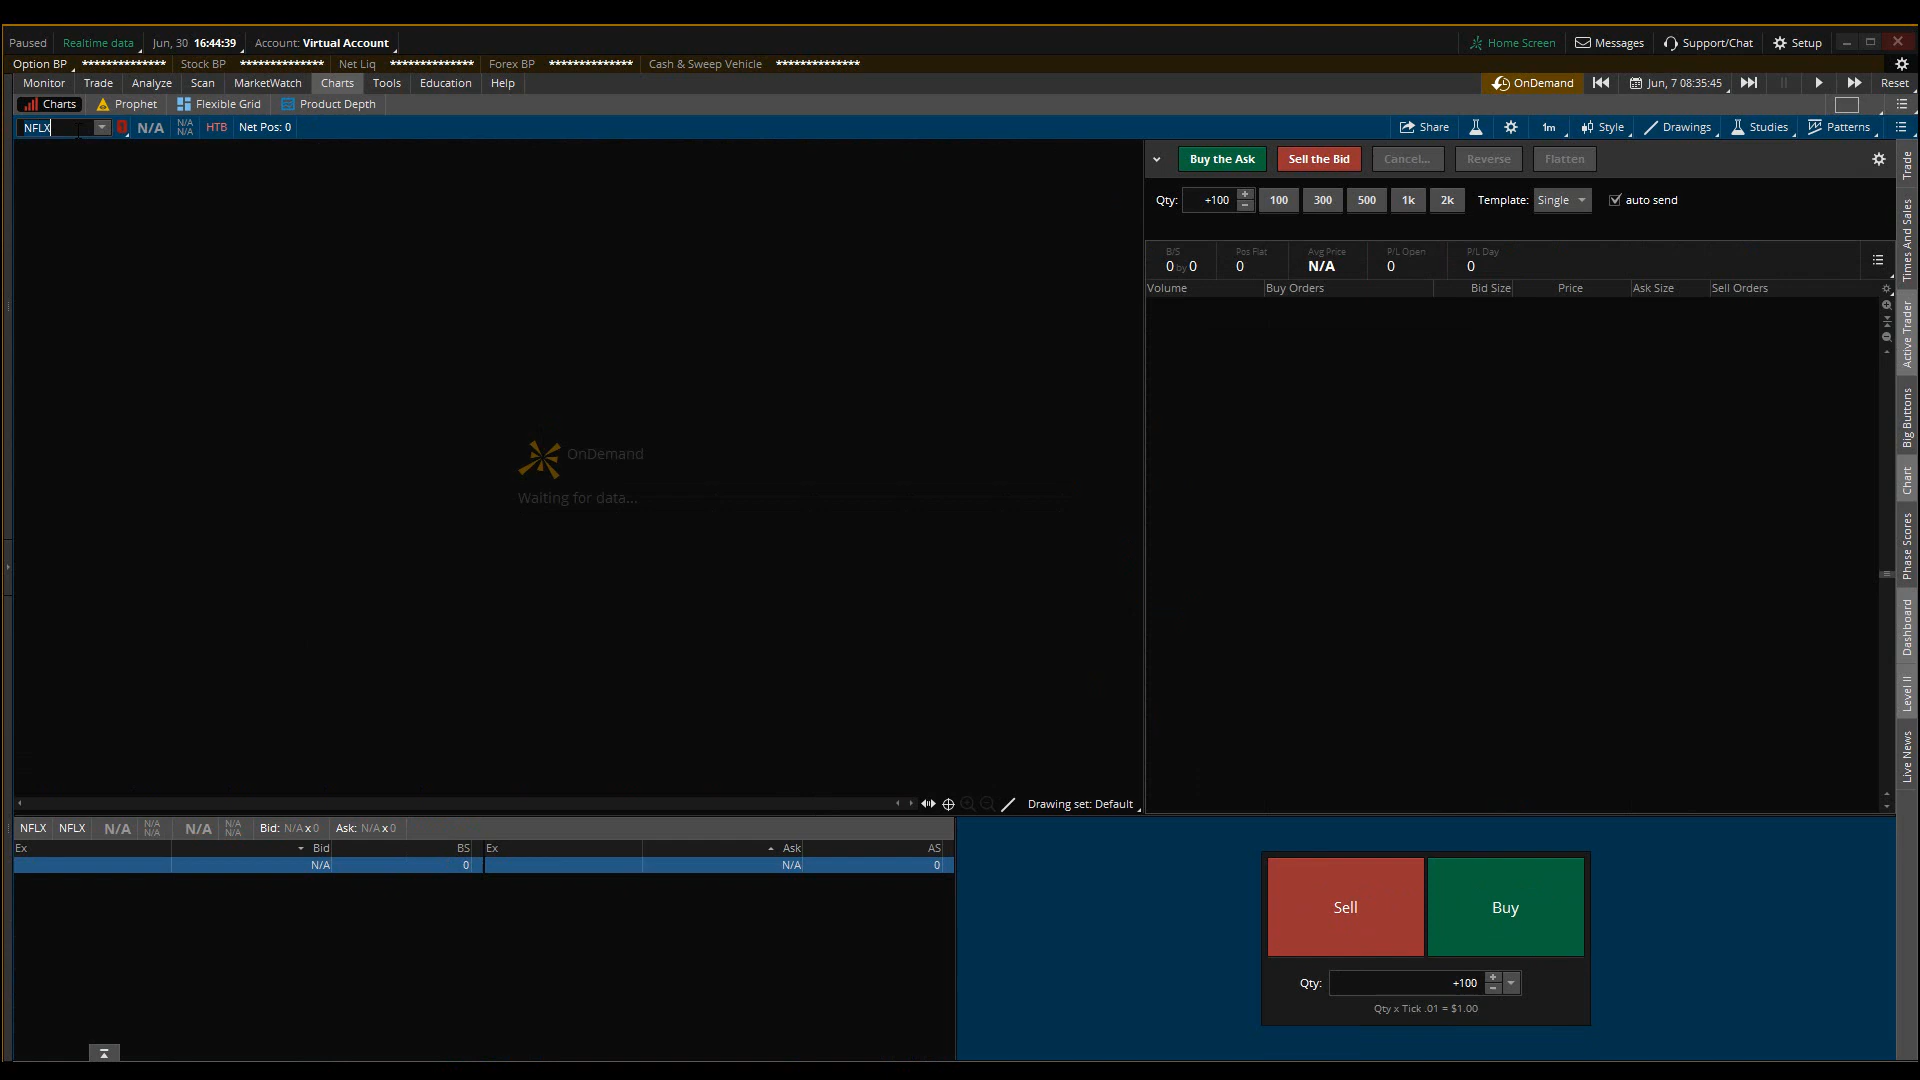 Paused Realtime data Jun, 30 16:44:39 Account: Virtual Account Home Screen Messages Support/Chat Setup
Option BP ************** Stock BP ************** Net Liq ************** Forex BP ************** Cash & Sweep Vehicle **************
Monitor Trade Analyze Scan MarketWatch Charts Tools Education Help OnDemand Jun, 7 08:35:45 Reset
Charts Prophet Flexible Grid Product Depth
NFLX N/A N/A N/A HTB Net Pos: 0 Share 1m Style Drawings Studies Patterns
Buy the Ask Sell the Bid Cancel... Reverse Flatten
Qty: +100 100 300 500 1k 2k Template: Single auto send
B/S Pos Flat Avg Price P/L Open P/L Day
0 by 0 0 N/A 0 0
Volume Buy Orders Bid Size Price Ask Size Sell Orders
OnDemand
Waiting for data...
Trade
Times And Sales
Active Trader
Big Buttons
Chart
Phase Scores
Dashboard
Level II
Live News
Drawing set: Default
NFLX NFLX N/A N/A N/A N/A N/A N/A Bid: N/A x 0 Ask: N/A x 0
Ex Bid BS Ex Ask AS
N/A 0 N/A 0
Sell Buy
Qty: +100
Qty x Tick .01 = $1.00